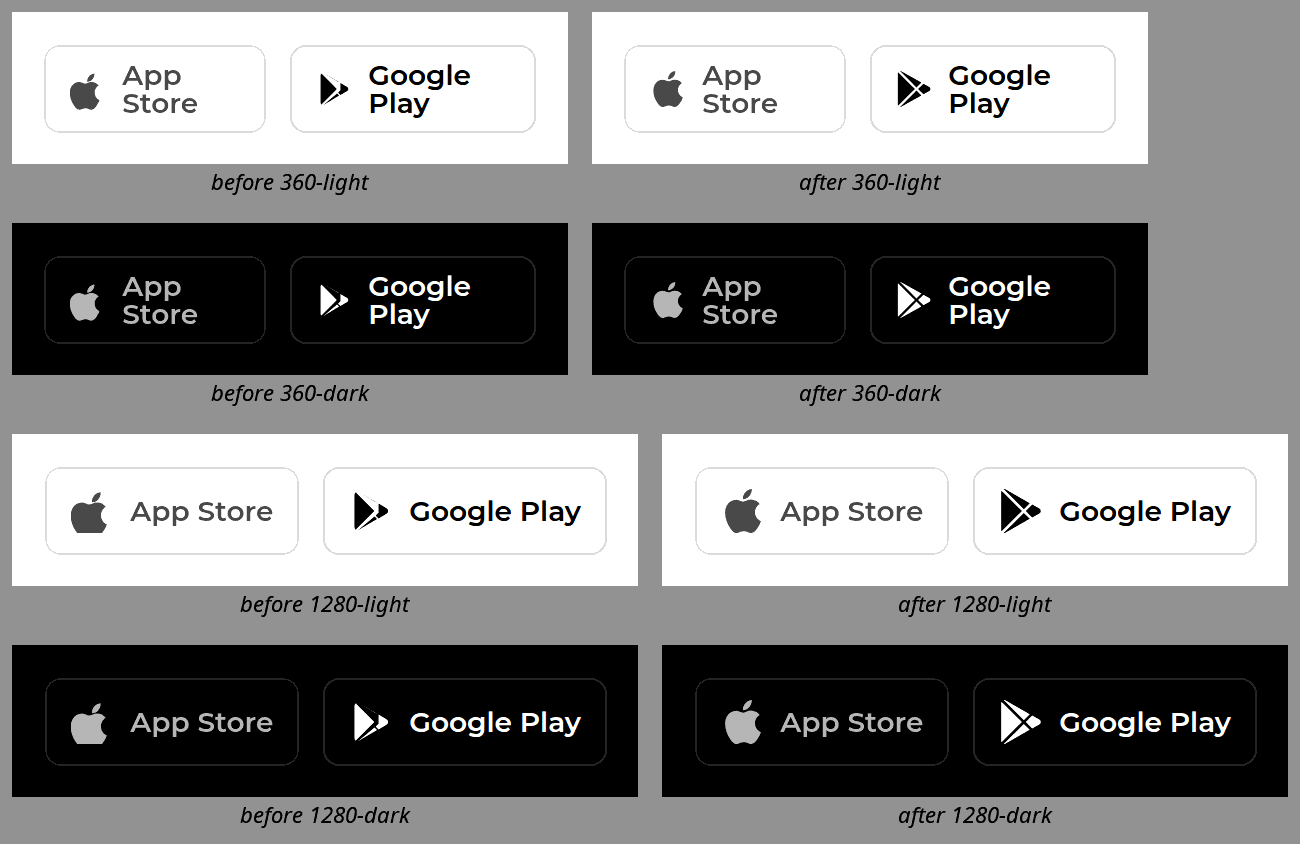 App
Store
Google
Play
App
Store
Google
Play
before 360-light
after 360-light
App
Store
Google
Play
App
Store
Google
Play
before 360-dark
after 360-dark
App Store
Google Play
App Store
Google Play
before 1280-light
after 1280-light
App Store
Google Play
App Store
Google Play
before 1280-dark
after 1280-dark